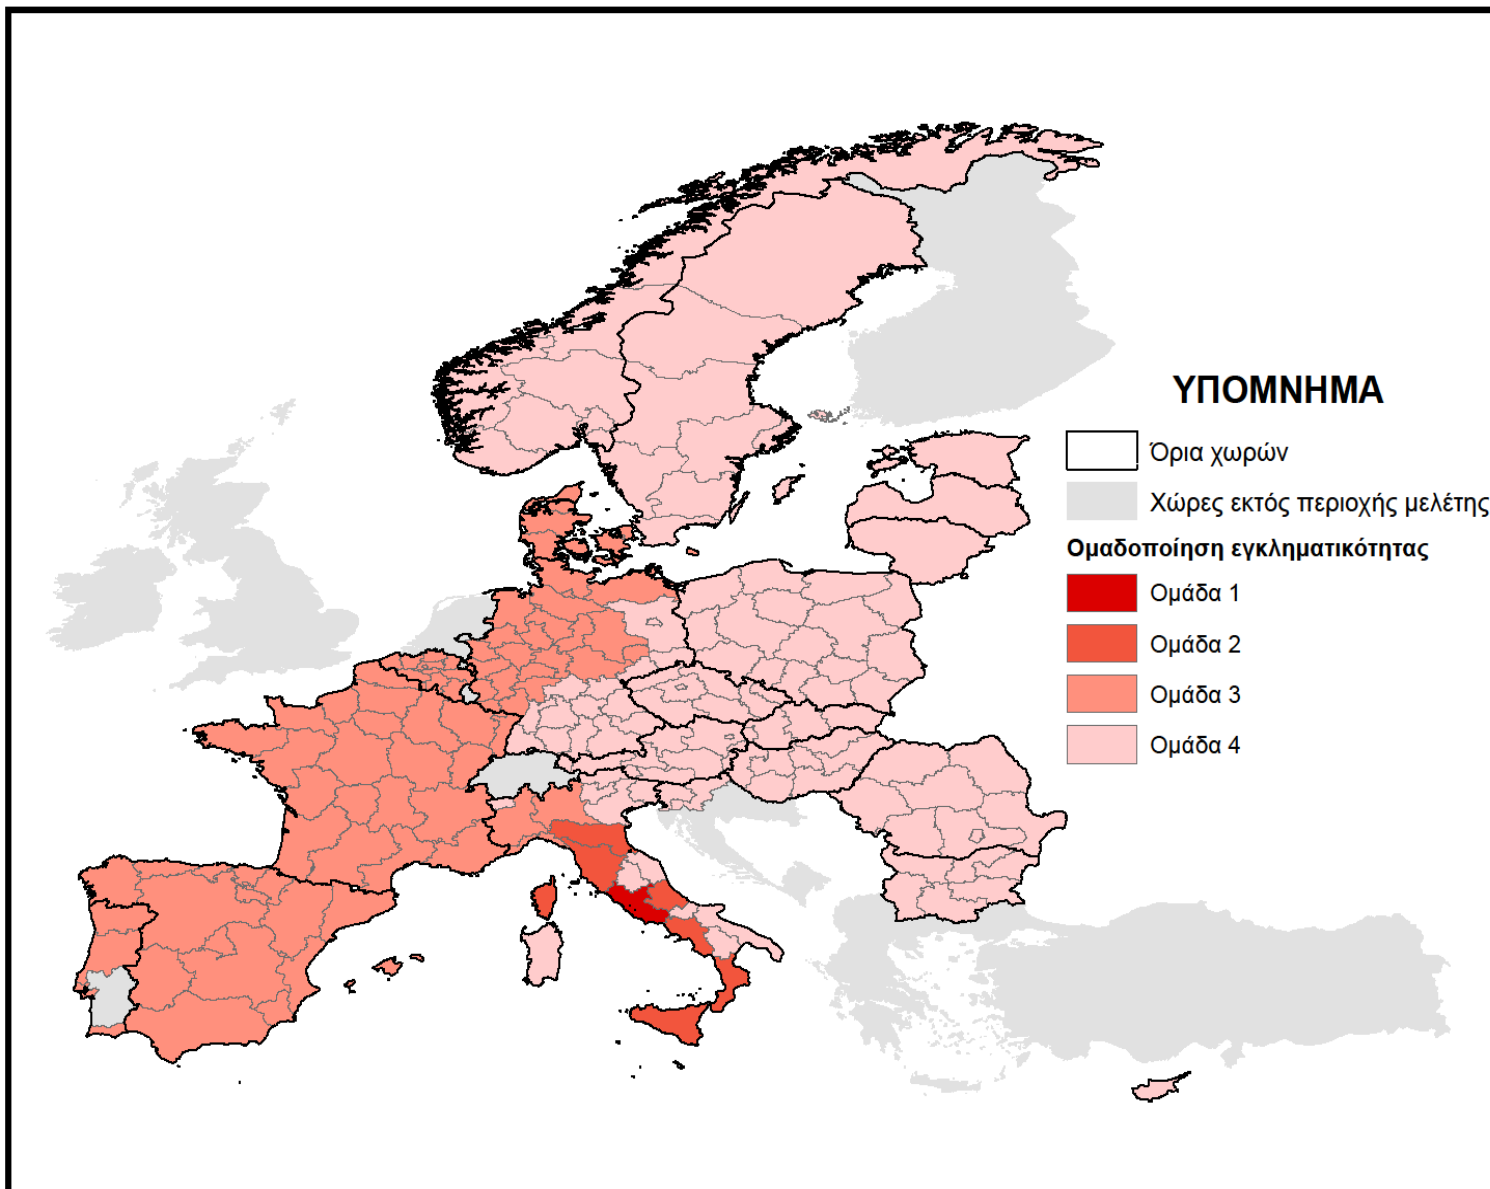 ΥΠΟΜΝΗΜΑ
Όρια χωρών
Χώρες εκτός περιοχής μελέτης
Ομαδοποίηση εγκληματικότητας
Ομάδα 1
Ομάδα 2
Ομάδα 3
Ομάδα 4